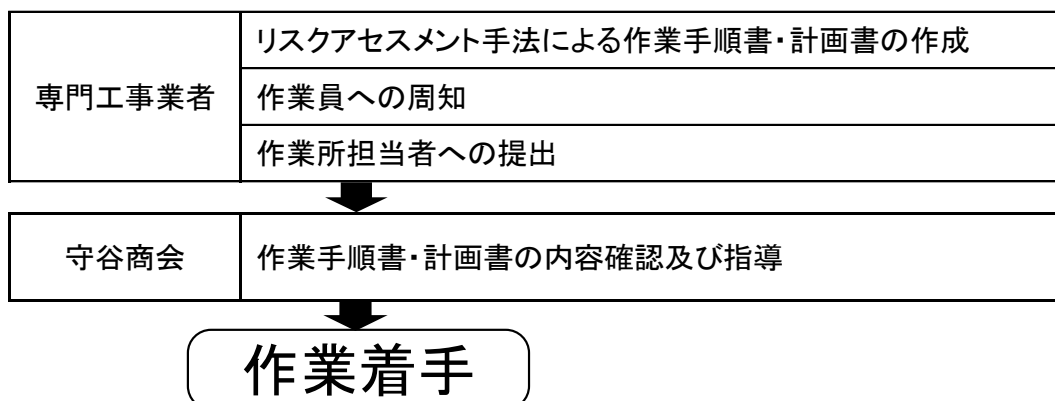 リスクアセスメント手法による作業手順書・計画書の作成
専門工事業者
作業員への周知
作業所担当者への提出
守谷商会
作業手順書・計画書の内容確認及び指導
作業着手